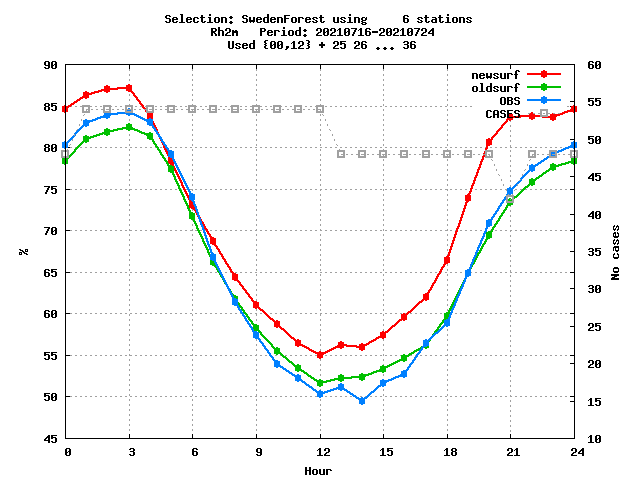 Selection: SwedenForest using     6 stations
Rh2m   Period: 20210716-20210724
Used {00,12} + 25 26 ... 36
newsurf
oldsurf
OBS
CASES
90
85
80
75
70
65
60
55
50
45
%
60
55
50
45
40
35
30
25
20
15
10
No cases
0 3 6 9 12 15 18 21 24
Hour